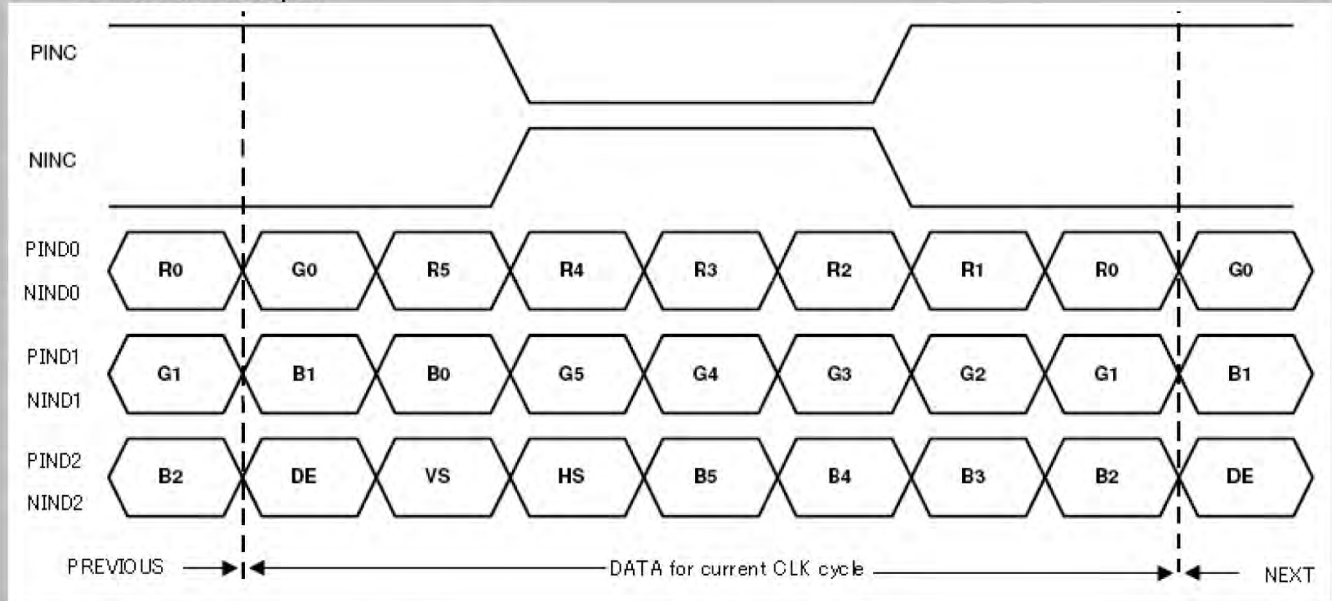 PINC
NINC
PIND0
NIND0
R0 G0 R5 R4 R3 R2 R1 R0 G0
PIND1
NIND1
G1 B1 B0 G5 G4 G3 G2 G1 B1
PIND2
NIND2
B2 DE VS HS B5 B4 B3 B2 DE
PREVIOUS DATA for current CLK cycle NEXT